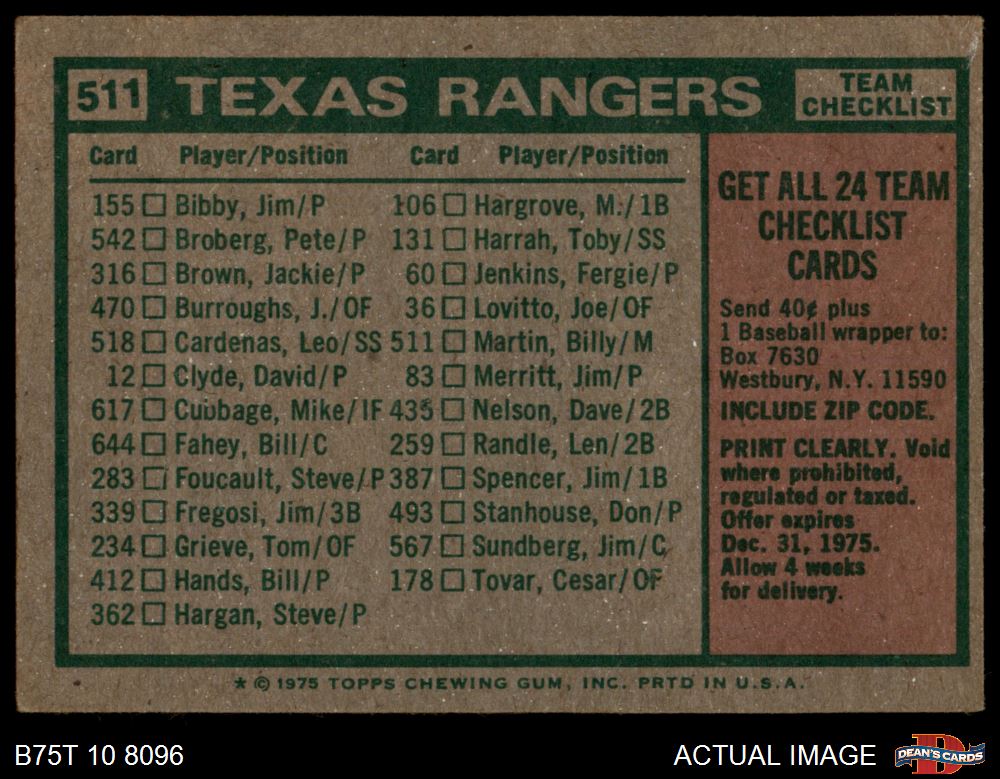 511 TEXAS RANGERS TEAM CHECKLIST
Card Player/Position Card Player/Position
155 Bibby, Jim/P 106 Hargrove, M./1B
542 Broberg, Pete/P 131 Harrah, Toby/SS
316 Brown, Jackie/P 60 Jenkins, Fergie/P
470 Burroughs, J./OF 36 Lovitto, Joe/OF
518 Cardenas, Leo/SS 511 Martin, Billy/M
12 Clyde, David/P 83 Merritt, Jim/P
617 Cubbage, Mike/IF 435 Nelson, Dave/2B
644 Fahey, Bill/C 259 Randle, Len/2B
283 Foucault, Steve/P 387 Spencer, Jim/1B
339 Fregosi, Jim/3B 493 Stanhouse, Don/P
234 Grieve, Tom/OF 567 Sundberg, Jim/C
412 Hands, Bill/P 178 Tovar, Cesar/OF
362 Hargan, Steve/P
GET ALL 24 TEAM
CHECKLIST
CARDS
Send 40¢ plus
1 Baseball wrapper to:
Box 7630
Westbury, N.Y. 11590
INCLUDE ZIP CODE.
PRINT CLEARLY. Void
where prohibited,
regulated or taxed.
Offer expires
Dec. 31, 1975.
Allow 4 weeks
for delivery.
* © 1975 TOPPS CHEWING GUM, INC. PRTD IN U.S.A.
B75T 10 8096
ACTUAL IMAGE
DEAN'S CARDS